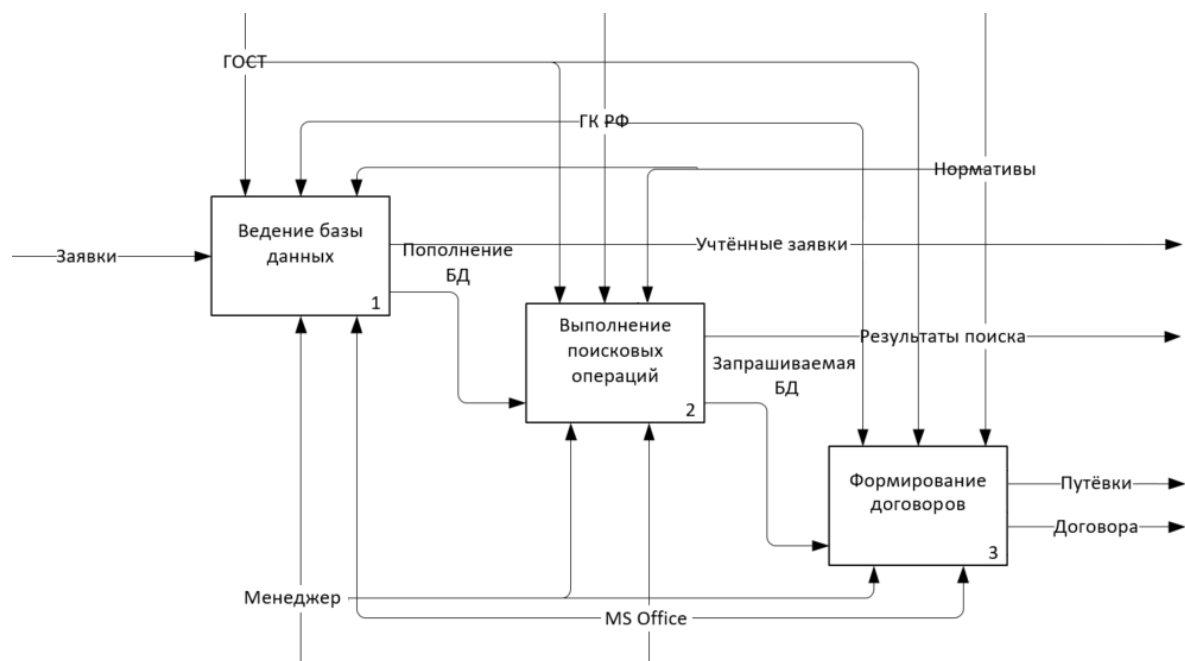 ГОСТ
ГК РФ
Нормативы
Ведение базы
данных
1
Заявки
Учтённые заявки
Пополнение
БД
Выполнение
поисковых
операций
2
Результаты поиска
Запрашиваемая
БД
Формирование
договоров
3
Путёвки
Договора
Менеджер
MS Office